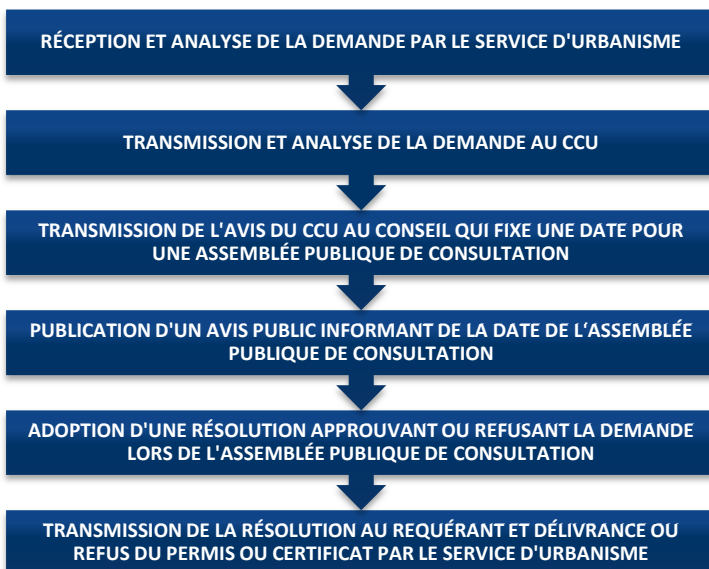 RÉCEPTION ET ANALYSE DE LA DEMANDE PAR LE SERVICE D'URBANISME
TRANSMISSION ET ANALYSE DE LA DEMANDE AU CCU
TRANSMISSION DE L'AVIS DU CCU AU CONSEIL QUI FIXE UNE DATE POUR
UNE ASSEMBLÉE PUBLIQUE DE CONSULTATION
PUBLICATION D'UN AVIS PUBLIC INFORMANT DE LA DATE DE L‘ASSEMBLÉE
PUBLIQUE DE CONSULTATION
ADOPTION D'UNE RÉSOLUTION APPROUVANT OU REFUSANT LA DEMANDE
LORS DE L'ASSEMBLÉE PUBLIQUE DE CONSULTATION
TRANSMISSION DE LA RÉSOLUTION AU REQUÉRANT ET DÉLIVRANCE OU
REFUS DU PERMIS OU CERTIFICAT PAR LE SERVICE D'URBANISME